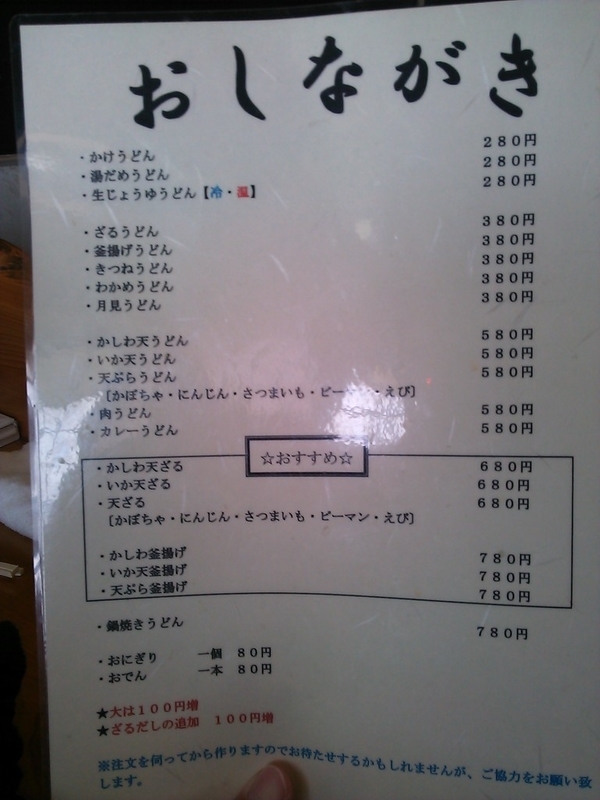 おしながき
・かけうどん 280円
・湯だめうどん 280円
・生じょうゆうどん【冷・温】 280円
・ざるうどん 380円
・釜揚げうどん 380円
・きつねうどん 380円
・わかめうどん 380円
・月見うどん 380円
・かしわ天うどん 580円
・いか天うどん 580円
・天ぷらうどん 580円
〔かぼちゃ・にんじん・さつまいも・ピーマン・えび〕
・肉うどん 580円
・カレーうどん 580円
☆おすすめ☆
・かしわ天ざる 680円
・いか天ざる 680円
・天ざる 680円
〔かぼちゃ・にんじん・さつまいも・ピーマン・えび〕
・かしわ釜揚げ 780円
・いか天釜揚げ 780円
・天ぷら釜揚げ 780円
・鍋焼きうどん 780円
・おにぎり 一個 80円
・おでん 一本 80円
★大は100円増
★ざるだしの追加 100円増
※注文を伺ってから作りますのでお待たせするかもしれませんが、ご協力をお願い致
します。